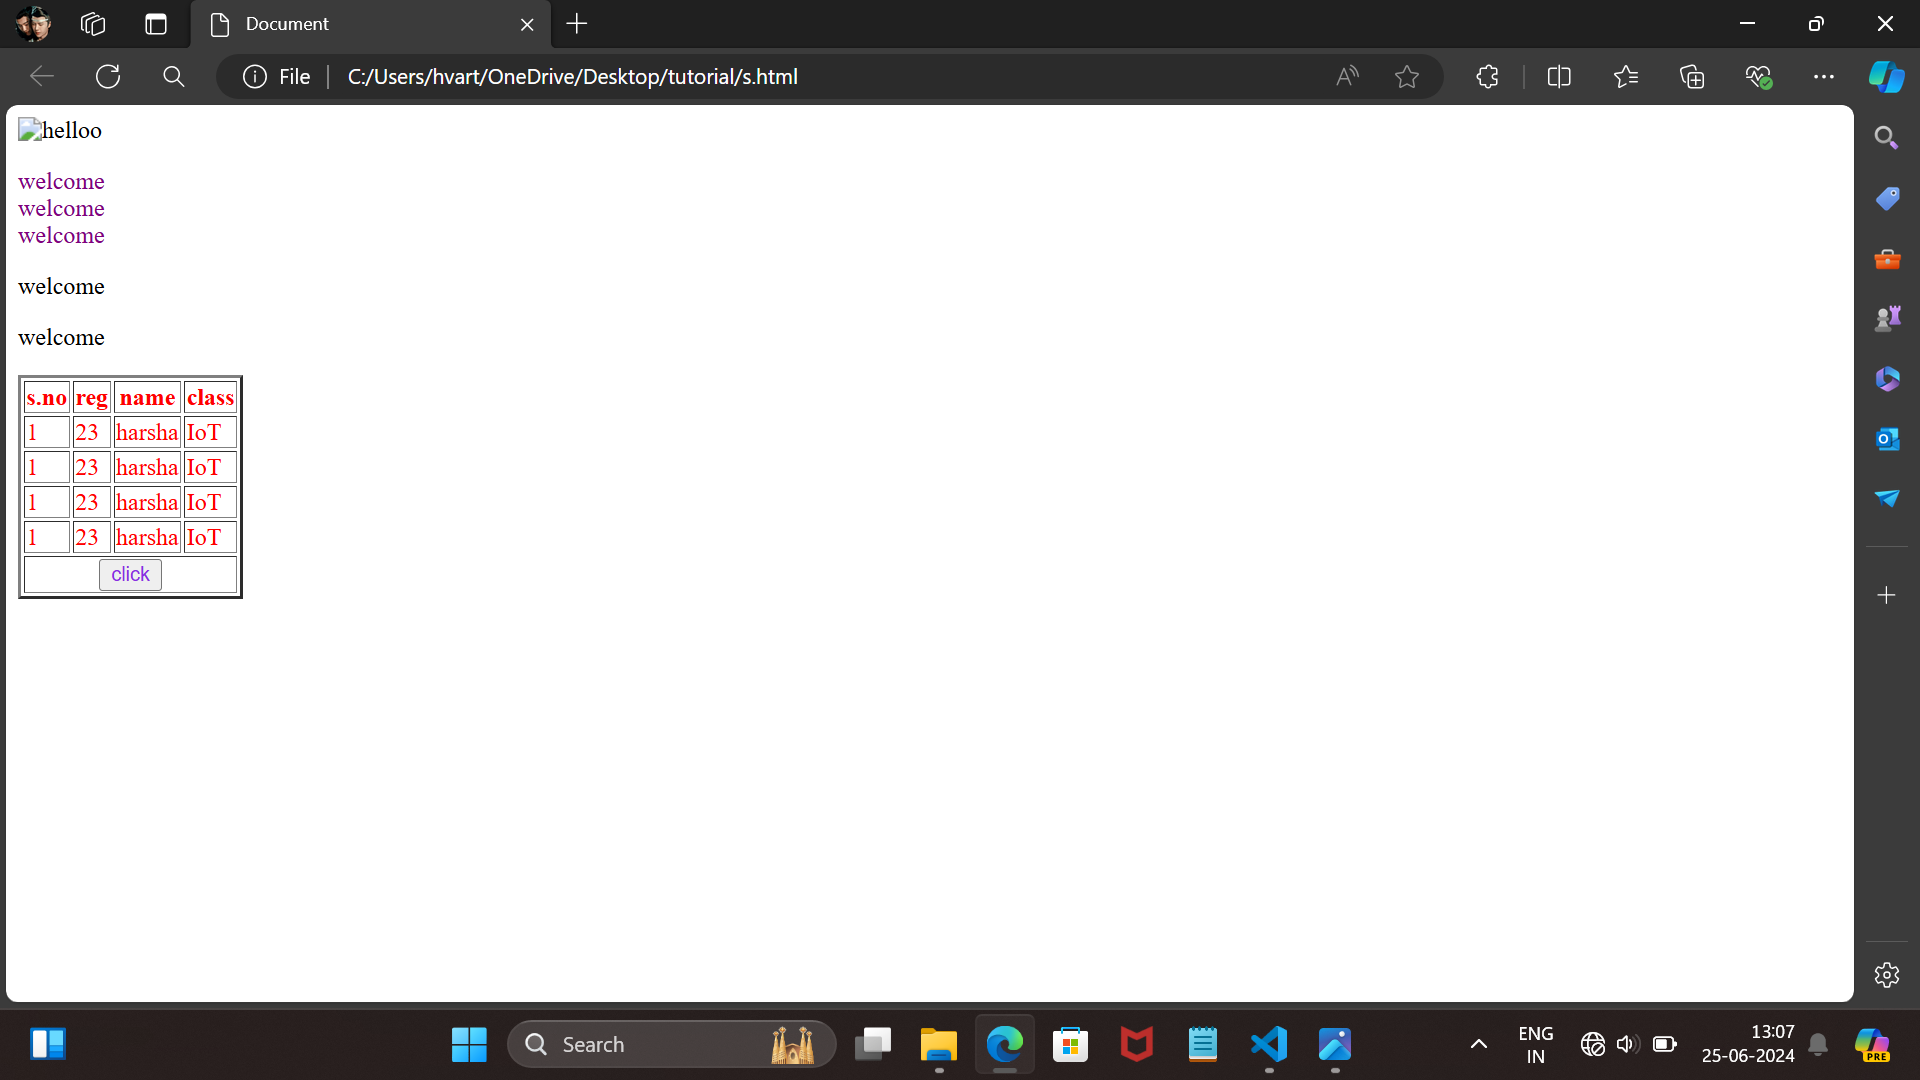 Document
File
C:/Users/hvart/OneDrive/Desktop/tutorial/s.html
helloo
welcome
welcome
welcome
welcome
welcome
s.no reg name class
1 23 harsha IoT
1 23 harsha IoT
1 23 harsha IoT
1 23 harsha IoT
click
Search
ENG
IN
13:07
25-06-2024
PRE